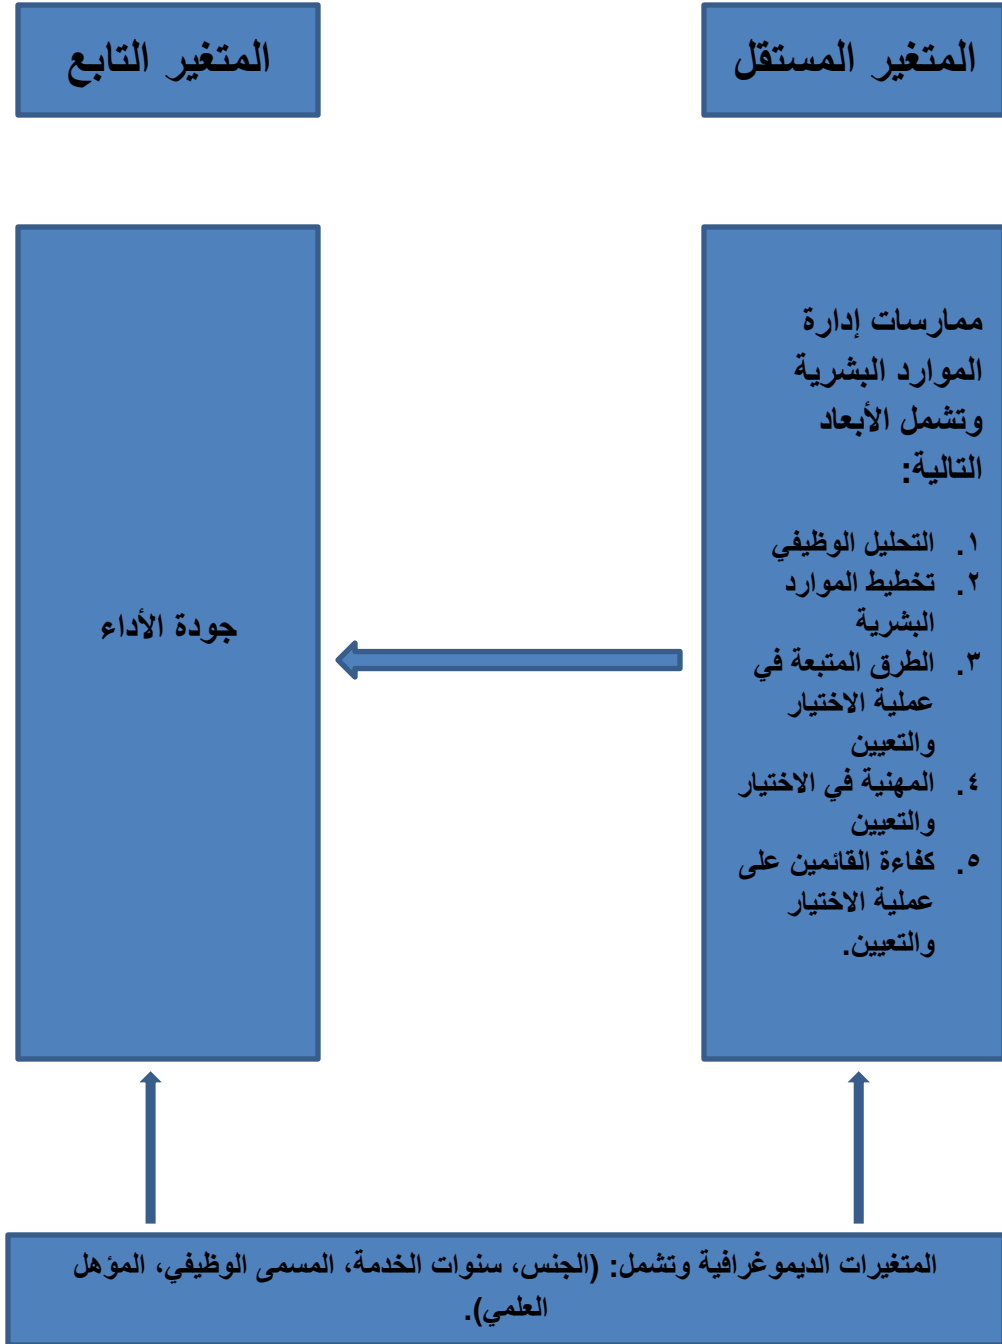 المتغير المستقل
المتغير التابع
ممارسات إدارة
الموارد البشرية
وتشمل الأبعاد
التالية:
١. التحليل الوظيفي
٢. تخطيط الموارد
البشرية
٣. الطرق المتبعة في
عملية الاختيار
والتعيين
٤. المهنية في الاختيار
والتعيين
٥. كفاءة القائمين على
عملية الاختيار
والتعيين.
جودة الأداء
المتغيرات الديموغرافية وتشمل: (الجنس، سنوات الخدمة، المسمى الوظيفي، المؤهل
العلمي).